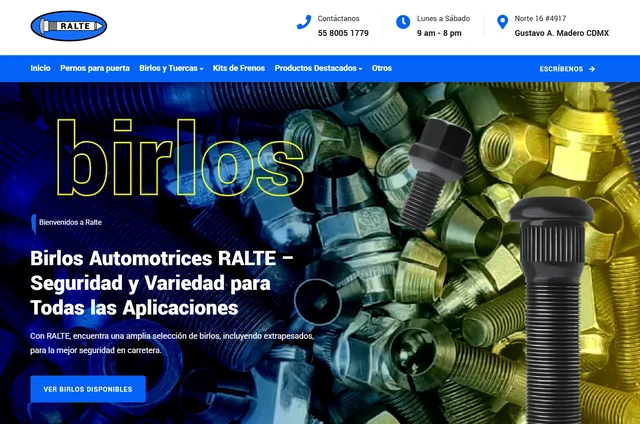 RALTE
Contáctanos
55 8005 1779
Lunes a Sábado
9 am - 8 pm
Norte 16 #4917
Gustavo A. Madero CDMX
Inicio Pernos para puerta Birlos y Tuercas Kits de Frenos Productos Destacados Otros
ESCRÍBENOS
birlos
Bienvenidos a Ralte
Birlos Automotrices RALTE –
Seguridad y Variedad para
Todas las Aplicaciones
Con RALTE, encuentra una amplia selección de birlos, incluyendo extrapesados,
para la mejor seguridad en carretera.
VER BIRLOS DISPONIBLES